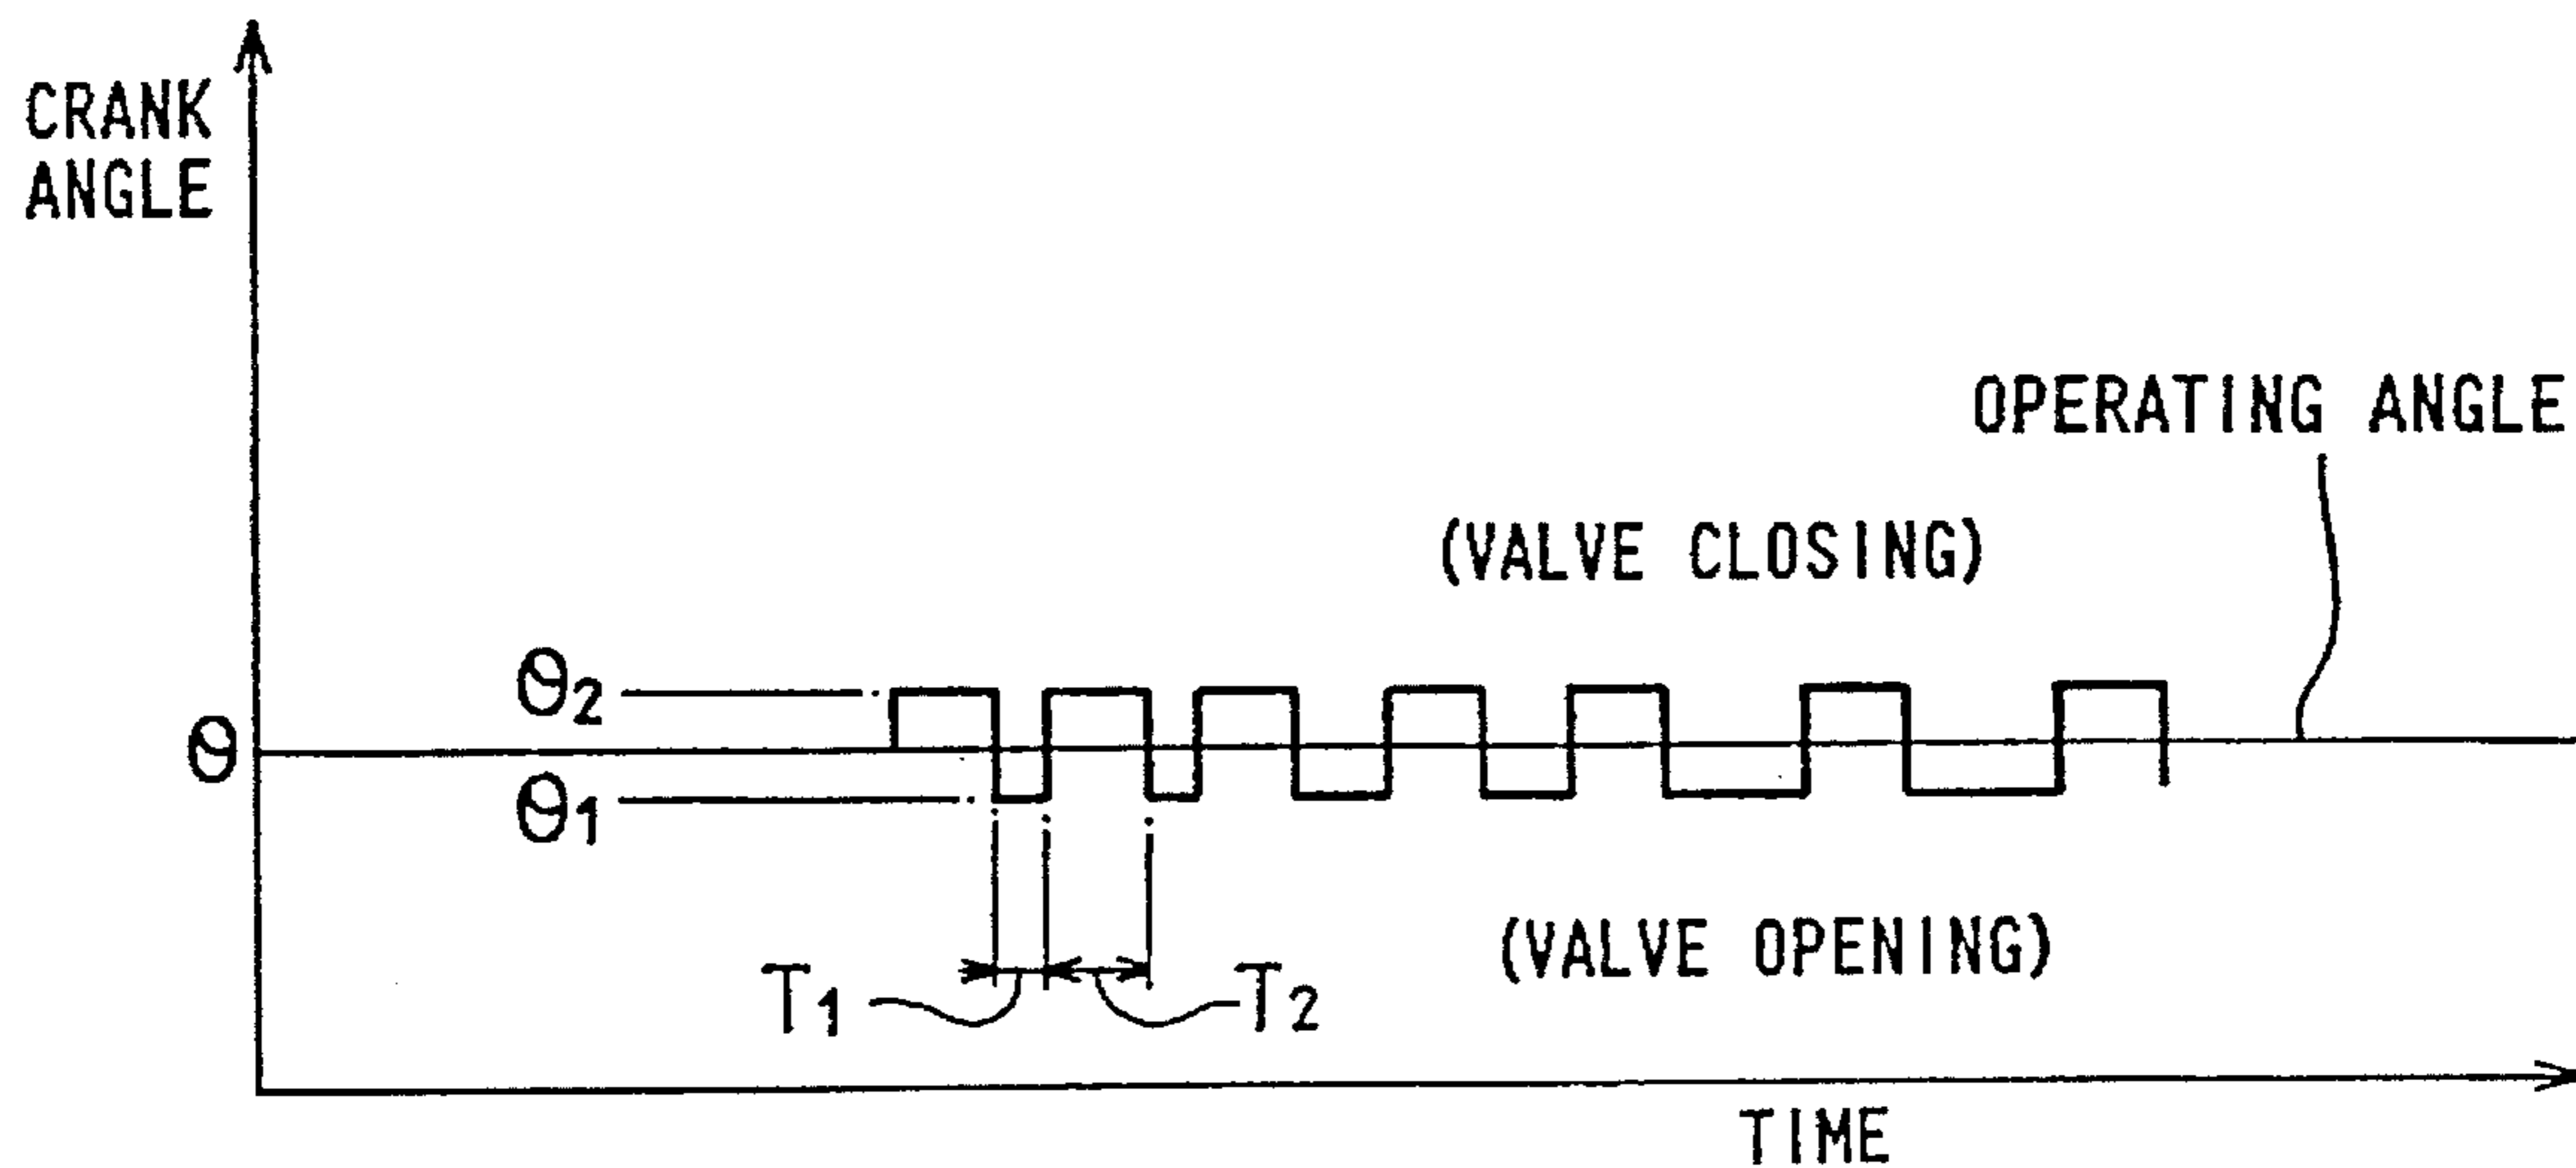 CRANK
ANGLE
OPERATING ANGLE
(VALVE CLOSING)
θ2
θ
θ1
(VALVE OPENING)
T1
T2
TIME